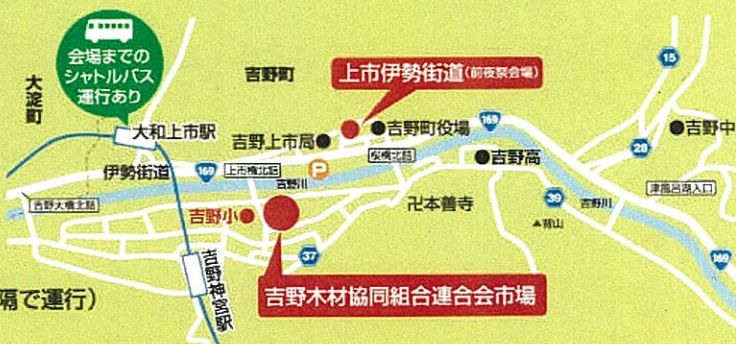 会場までの
シャトルバス
運行あり
大淀町
吉野町
上市伊勢街道(前夜祭会場)
15
大和上市駅
吉野上市局
吉野町役場
169
吉野中
伊勢街道
169
上市橋北詰
P
桜橋北詰
吉野高
28
吉野川
津風呂湖入口
吉野大橋北詰
吉野小
卍本善寺
39
▲背山
吉野川
37
169
吉野神宮駅
吉野木材協同組合連合会市場
隔で運行)